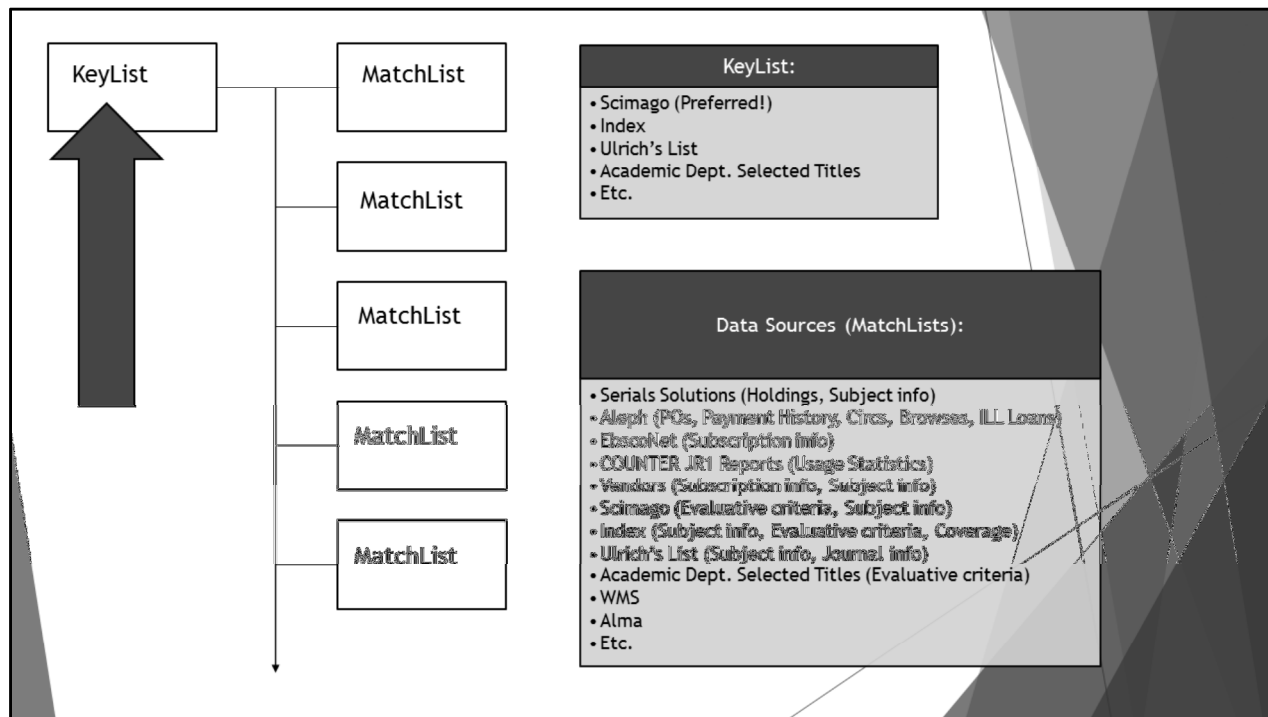 KeyList
MatchList
MatchList
MatchList
MatchList
MatchList
KeyList:
• Scimago (Preferred!)
• Index
• Ulrich’s List
• Academic Dept. Selected Titles
• Etc.
Data Sources (MatchLists):
• Serials Solutions (Holdings, Subject info)
• Aleph (POs, Payment History, Circs, Browses, ILL Loans)
• EbscoNet (Subscription info)
• COUNTER JR1 Reports (Usage Statistics)
• Vendors (Subscription info, Subject info)
• Scimago (Evaluative criteria, Subject info)
• Index (Subject info, Evaluative criteria, Coverage)
• Ulrich’s List (Subject info, Journal info)
• Academic Dept. Selected Titles (Evaluative criteria)
• WMS
• Alma
• Etc.